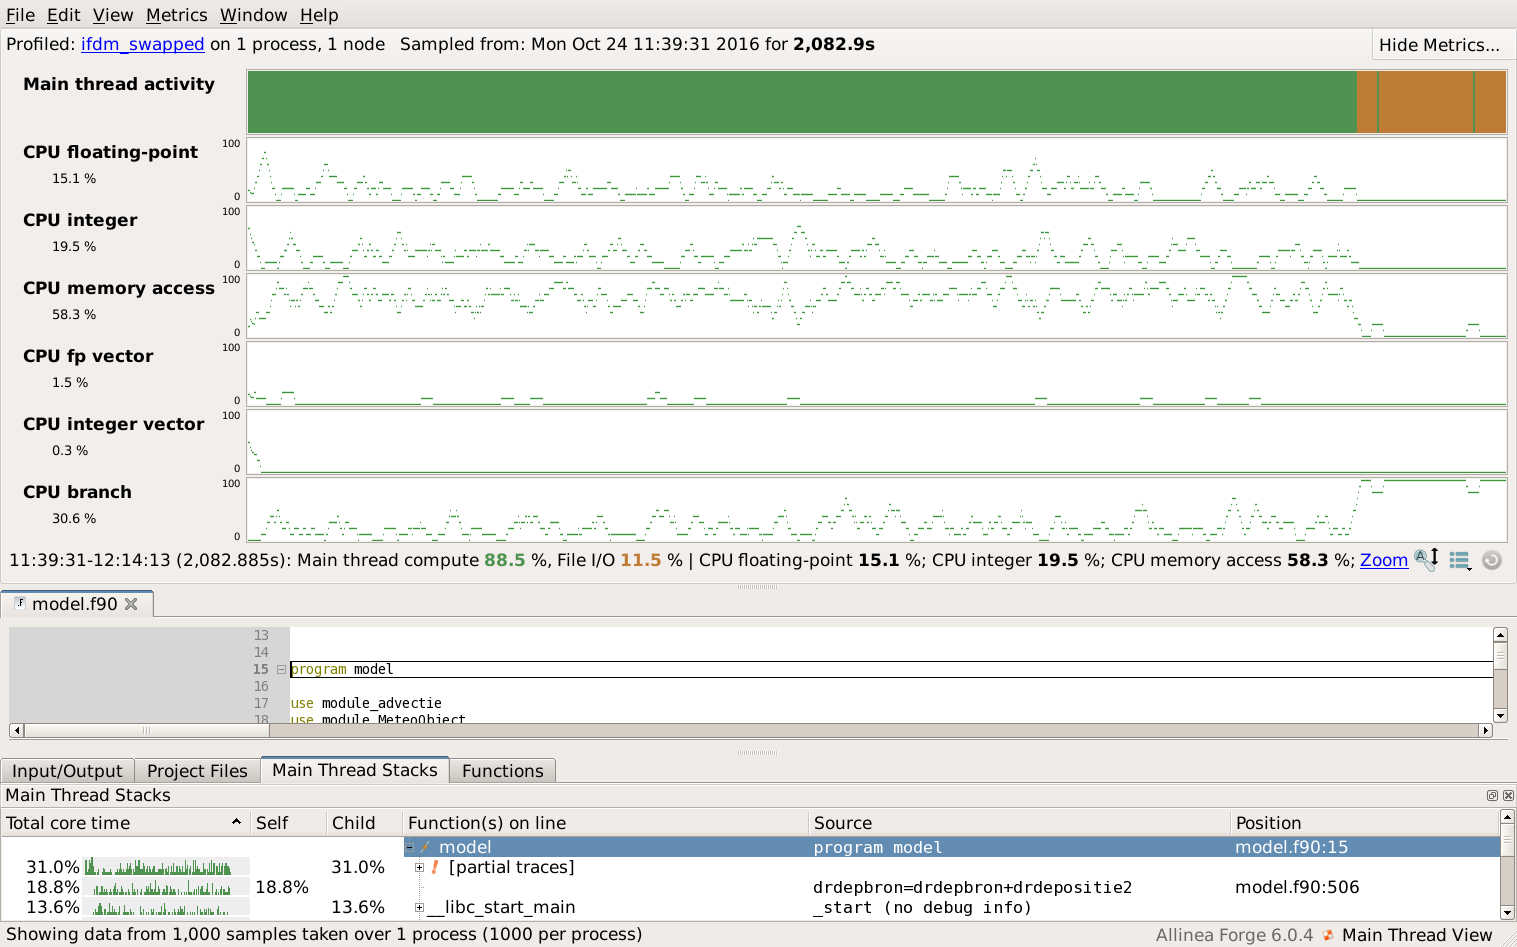 File Edit View Metrics Window Help
Profiled: ifdm_swapped on 1 process, 1 node Sampled from: Mon Oct 24 11:39:31 2016 for 2,082.9s Hide Metrics...
Main thread activity
CPU floating-point 100
15.1 %
0
CPU integer 100
19.5 %
0
CPU memory access 100
58.3 %
0
CPU fp vector 100
1.5 %
0
CPU integer vector 100
0.3 %
0
CPU branch 100
30.6 %
0
11:39:31-12:14:13 (2,082.885s): Main thread compute 88.5 %, File I/O 11.5 % | CPU floating-point 15.1 %; CPU integer 19.5 %; CPU memory access 58.3 %; Zoom
model.f90
13
14
15 program model
16
17 use module_advectie
18 use module_MeteoObject
Input/Output Project Files Main Thread Stacks Functions
Main Thread Stacks
Total core time Self Child Function(s) on line Source Position
model program model model.f90:15
31.0% 31.0% [partial traces]
18.8% 18.8% drdepbron=drdepbron+drdepositie2 model.f90:506
13.6% 13.6% __libc_start_main _start (no debug info)
Showing data from 1,000 samples taken over 1 process (1000 per process) Allinea Forge 6.0.4 Main Thread View